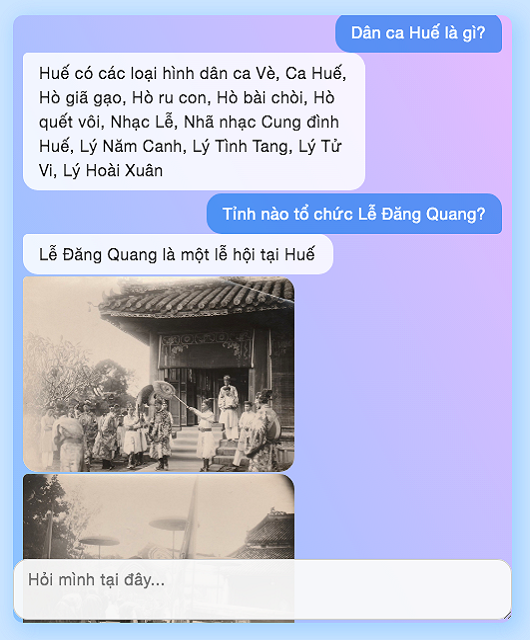 Dân ca Huế là gì?
Huế có các loại hình dân ca Vè, Ca Huế,
Hò giã gạo, Hò ru con, Hò bài chòi, Hò
quết vôi, Nhạc Lễ, Nhã nhạc Cung đình
Huế, Lý Năm Canh, Lý Tình Tang, Lý Tử
Vi, Lý Hoài Xuân
Tỉnh nào tổ chức Lễ Đăng Quang?
Lễ Đăng Quang là một lễ hội tại Huế
Hỏi mình tại đây...